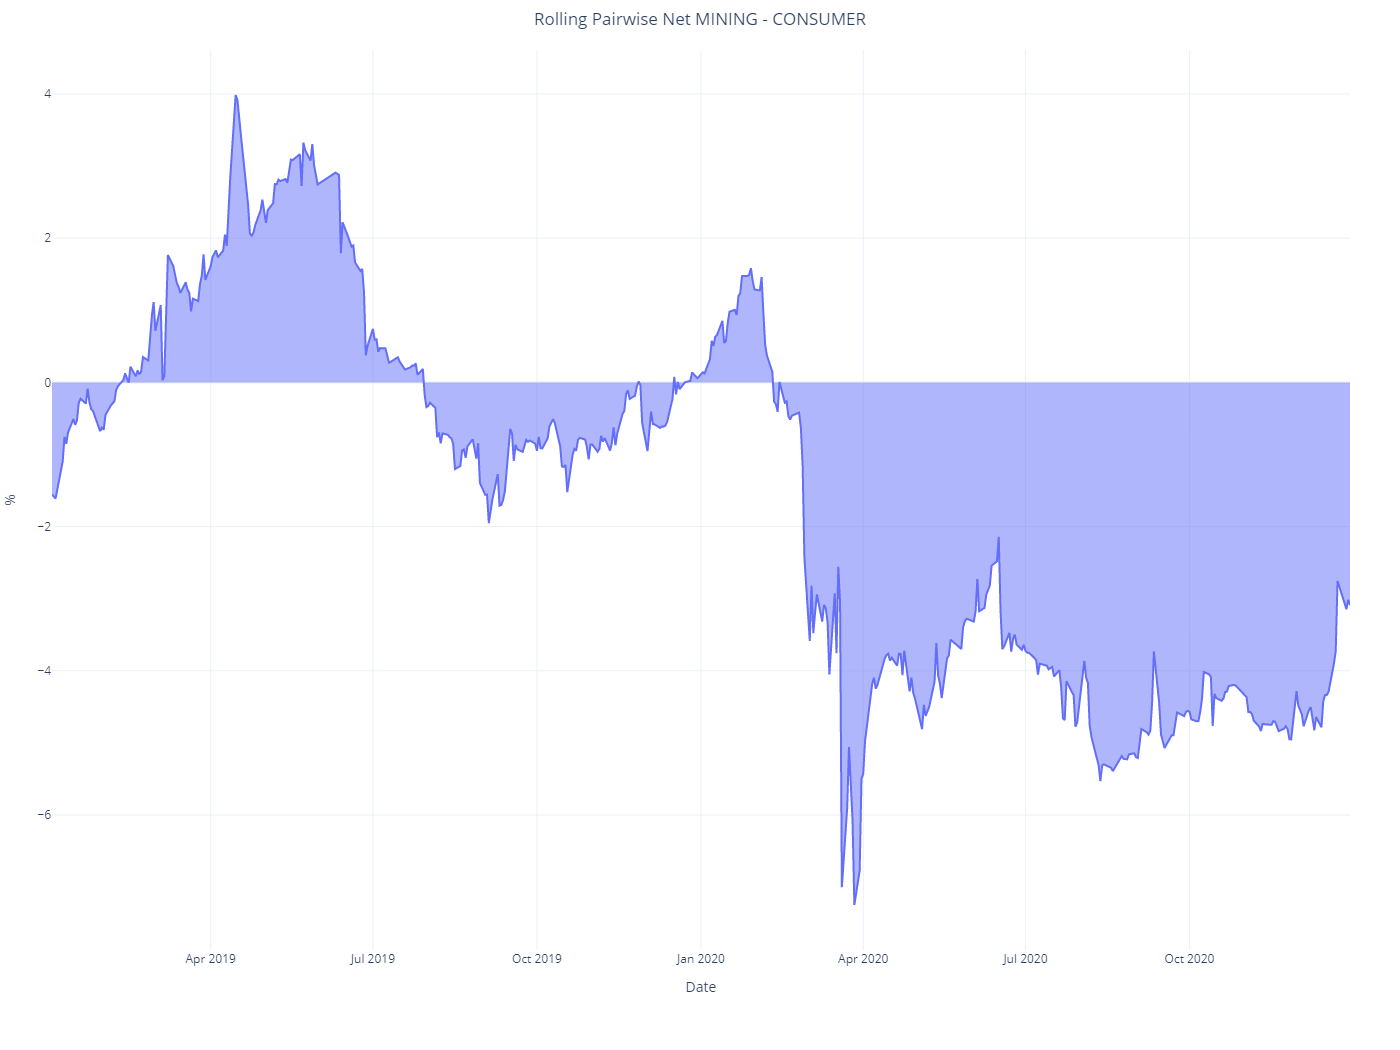 Rolling Pairwise Net MINING - CONSUMER
4
2
0
−2
−4
−6
%
Apr 2019
Jul 2019
Oct 2019
Jan 2020
Apr 2020
Jul 2020
Oct 2020
Date